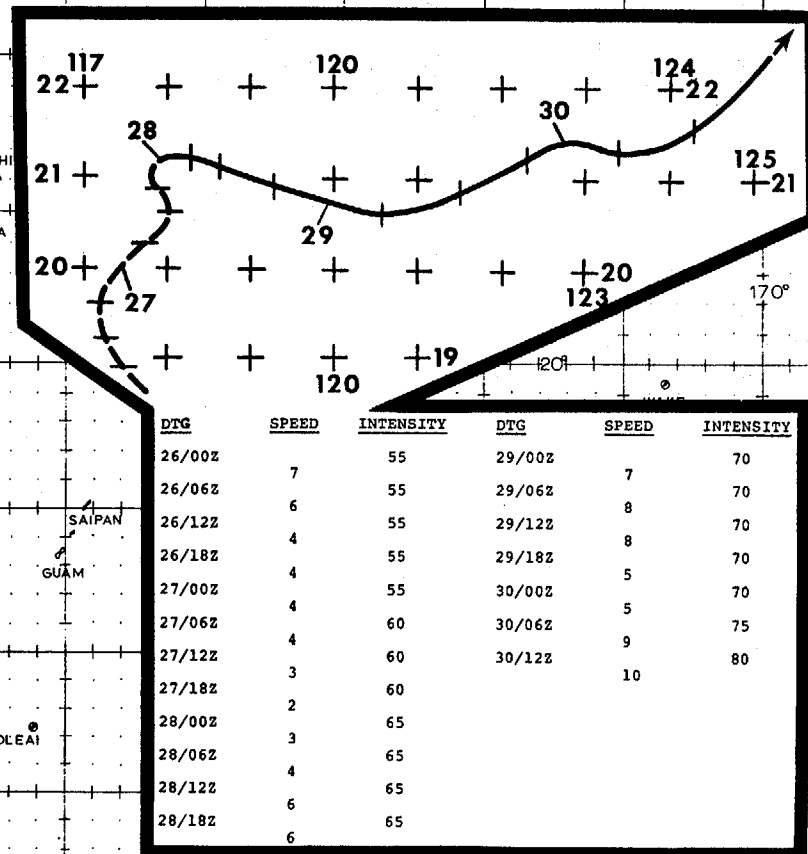 117 120 124
22 22
28 30
125
21 21
29
20 27 20
123
170°
19 20°
120
DTG SPEED INTENSITY DTG SPEED INTENSITY
26/00Z 55 29/00Z 70
7 7
26/06Z 55 29/06Z 70
6 8
26/12Z 55 29/12Z 70
4 8
26/18Z 55 29/18Z 70
4 5
27/00Z 55 30/00Z 70
4 5
27/06Z 60 30/06Z 75
4 9
27/12Z 60 30/12Z 80
3 10
27/18Z 60
2
28/00Z 65
3
28/06Z 65
4
28/12Z 65
6
28/18Z 65
6
SAIPAN
GUAM